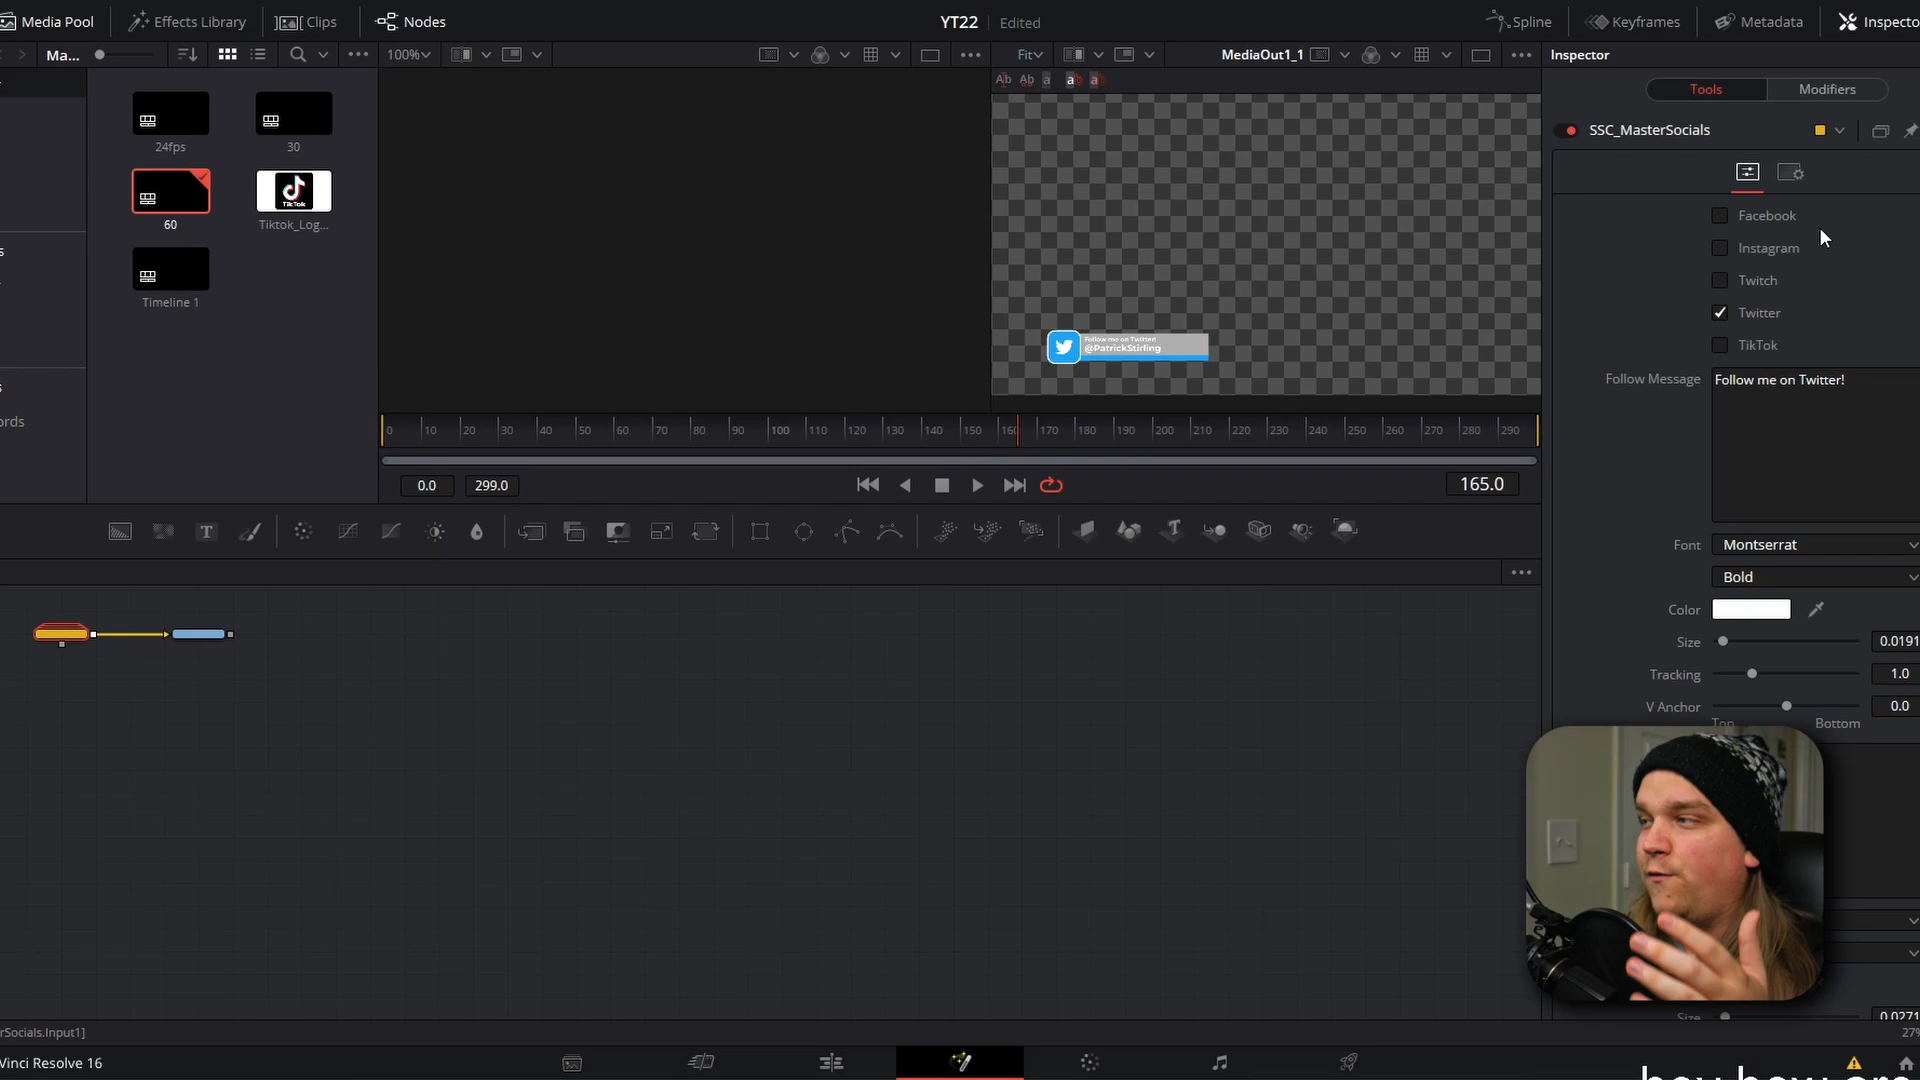 Media Pool
Effects Library
Clips
Nodes
YT22
Edited
Spline
Keyframes
Metadata
Inspecto
Ma...
100%
Fit
MediaOut1_1
Inspector
Tools
Modifiers
SSC_MasterSocials
24fps
30
60
TikTok
Tiktok_Log...
Timeline 1
Facebook
Instagram
Twitch
Twitter
TikTok
Follow me on Twitter!
@PatrickStirling
Follow Message
Follow me on Twitter!
ords
0 10 20 30 40 50 60 70 80 90 100 110 120 130 140 150 160 170 180 190 200 210 220 230 240 250 260 270 280 290
0.0
299.0
165.0
Font
Montserrat
Bold
Color
Size
0.0191
Tracking
1.0
V Anchor
0.0
Top
Bottom
Size
0.0271
rSocials.Input1]
27%
Vinci Resolve 16